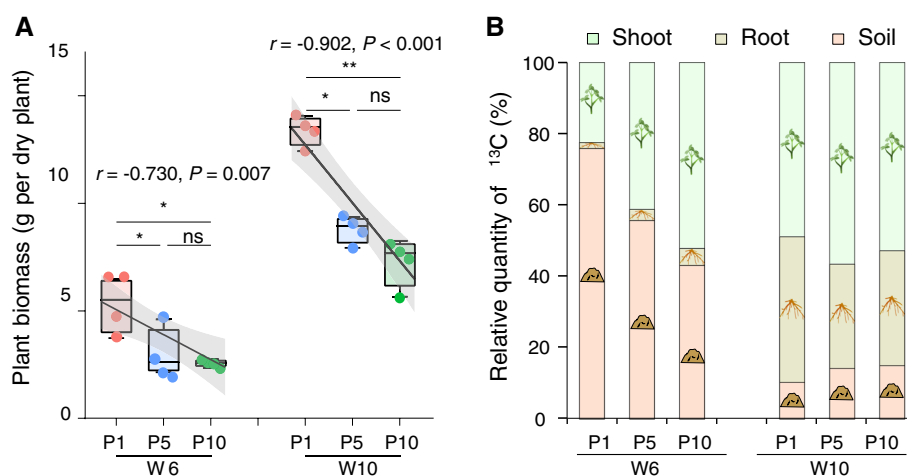 A
Plant biomass (g per dry plant)
15
10
5
0
r = -0.730, P = 0.007
*
*
ns
r = -0.902, P < 0.001
**
*
ns
P1 P5 P10 P1 P5 P10
W 6 W10
B
Shoot Root Soil
Relative quantity of ¹³C (%)
100
80
60
40
20
0
P1 P5 P10 P1 P5 P10
W6 W10